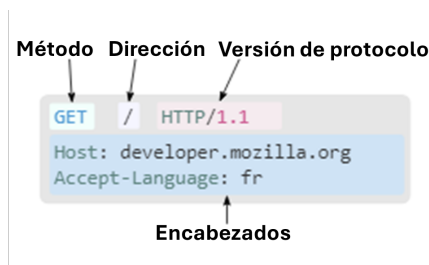 Método Dirección Versión de protocolo
GET / HTTP/1.1
Host: developer.mozilla.org
Accept-Language: fr
Encabezados